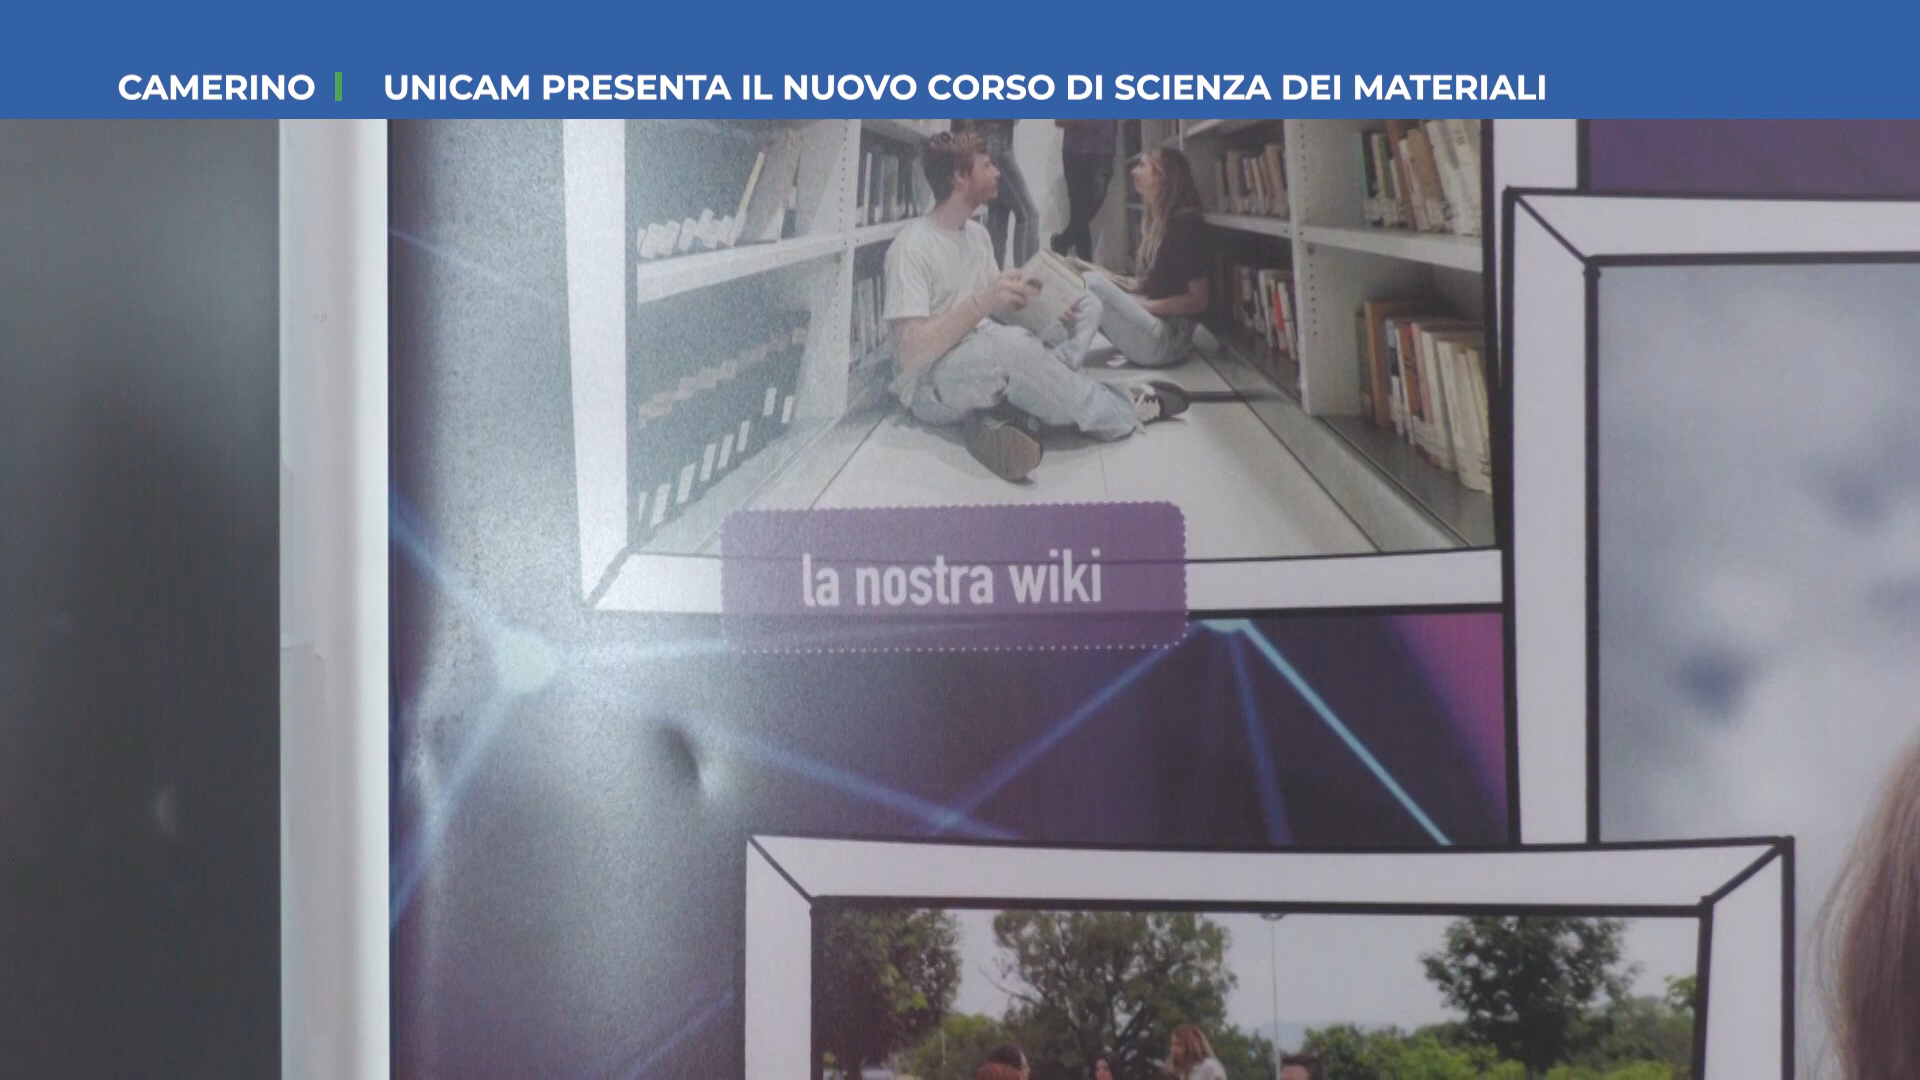 CAMERINO | UNICAM PRESENTA IL NUOVO CORSO DI SCIENZA DEI MATERIALI
la nostra wiki